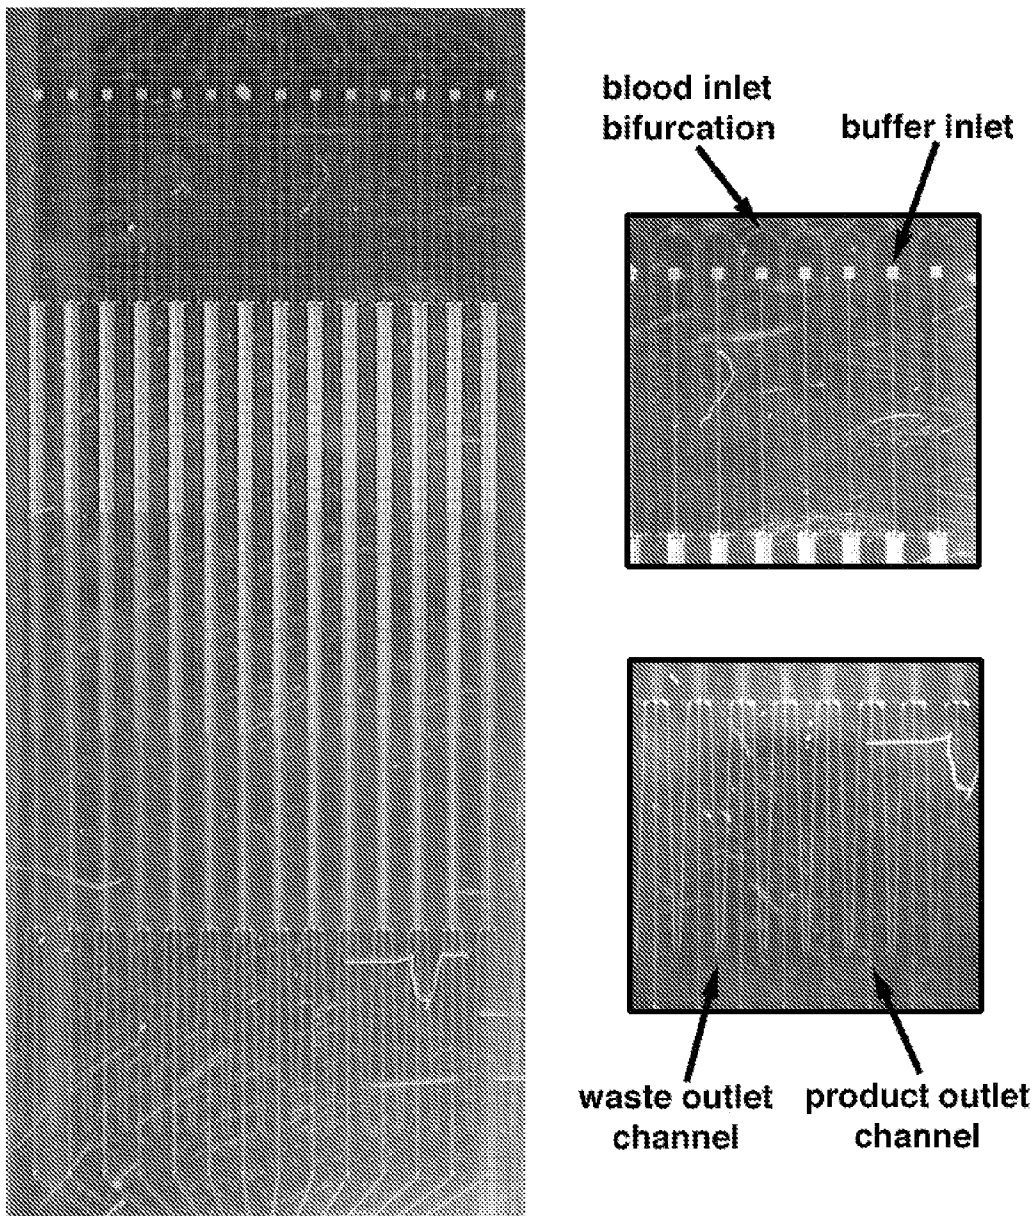 blood inlet
bifurcation
buffer inlet
waste outlet
channel
product outlet
channel